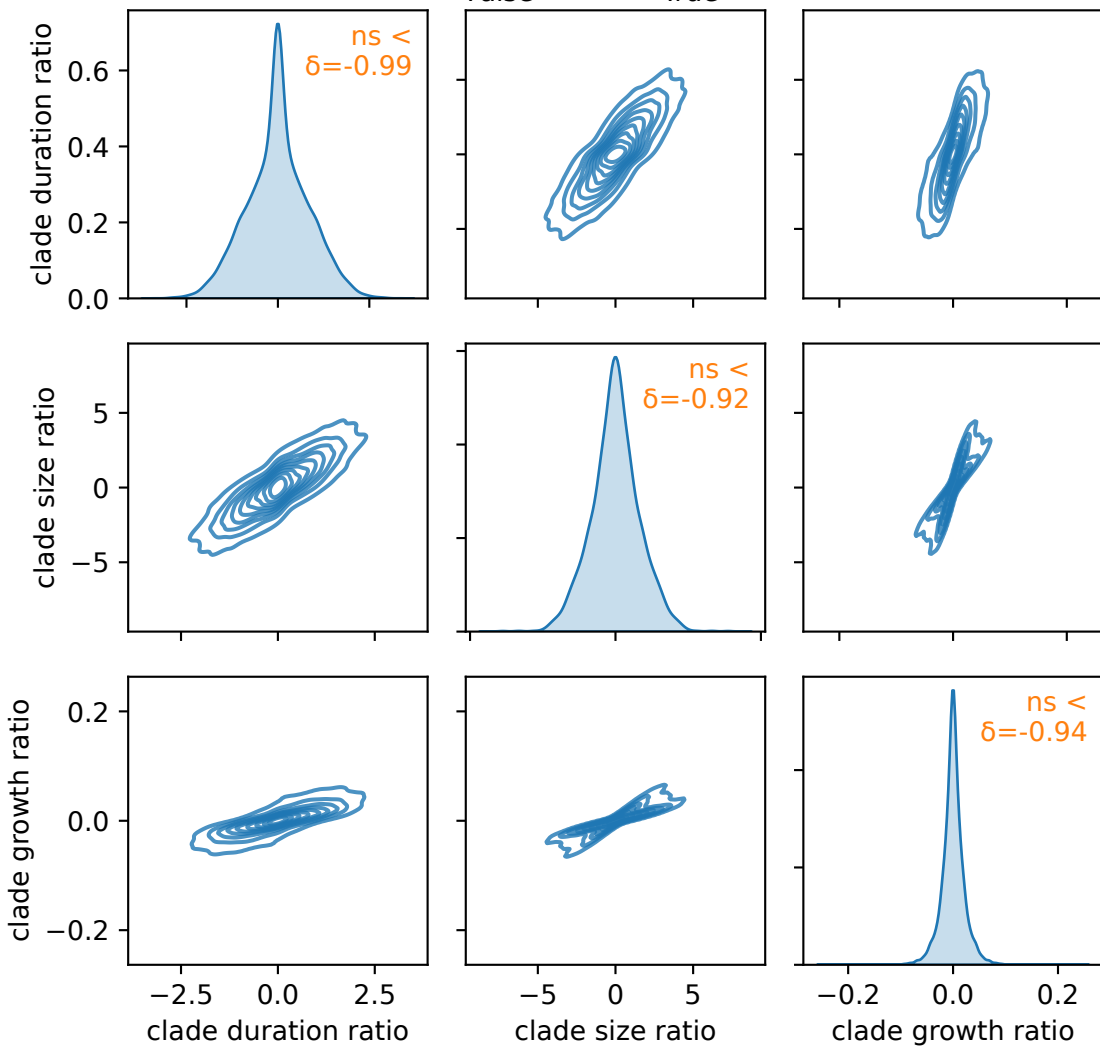 clade duration ratio
0.6
0.4
0.2
0.0
ns <
δ=-0.99
clade size ratio
5
0
−5
ns <
δ=-0.92
clade growth ratio
0.2
0.0
−0.2
ns <
δ=-0.94
−2.5 0.0 2.5
−5 0 5
−0.2 0.0 0.2
clade duration ratio
clade size ratio
clade growth ratio